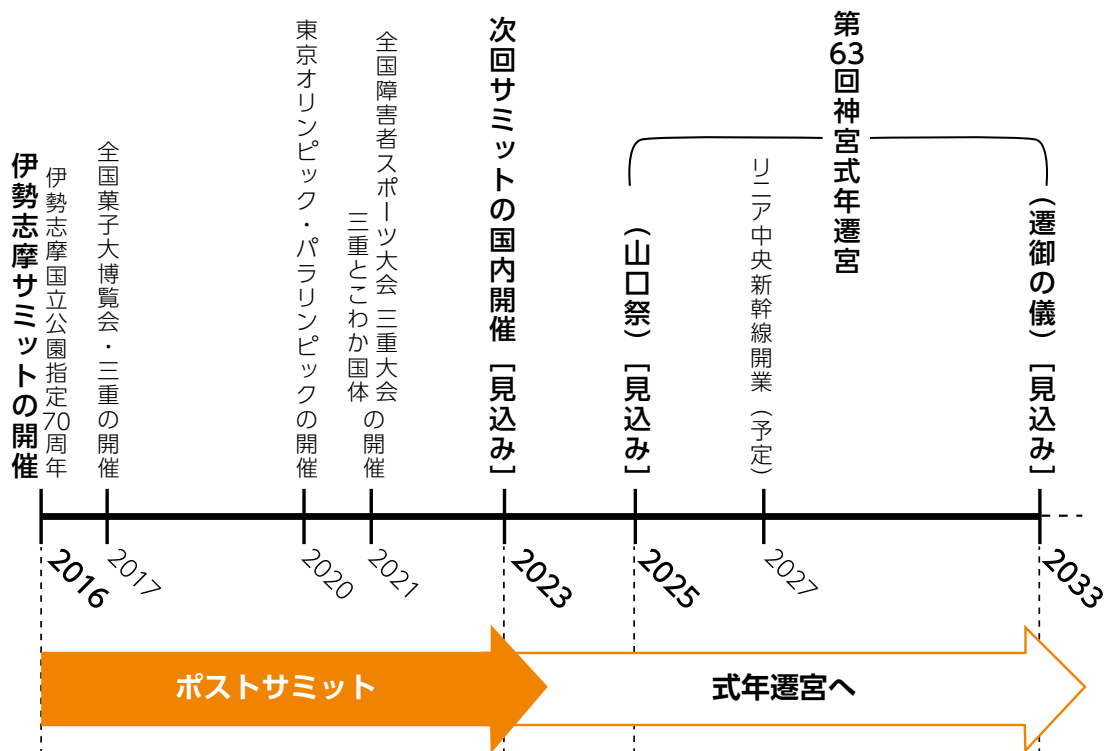 伊勢志摩サミットの開催
伊勢志摩国立公園指定70周年
全国菓子大博覧会・三重の開催
東京オリンピック・パラリンピックの開催
三重とこわか国体
全国障害者スポーツ大会 三重大会
の開催
次回サミットの国内開催 [見込み]
第63回神宮式年遷宮
(山口祭) [見込み]
リニア中央新幹線開業 (予定)
(遷御の儀) [見込み]
2016
2017
2020
2021
2023
2025
2027
2033
ポストサミット
式年遷宮へ